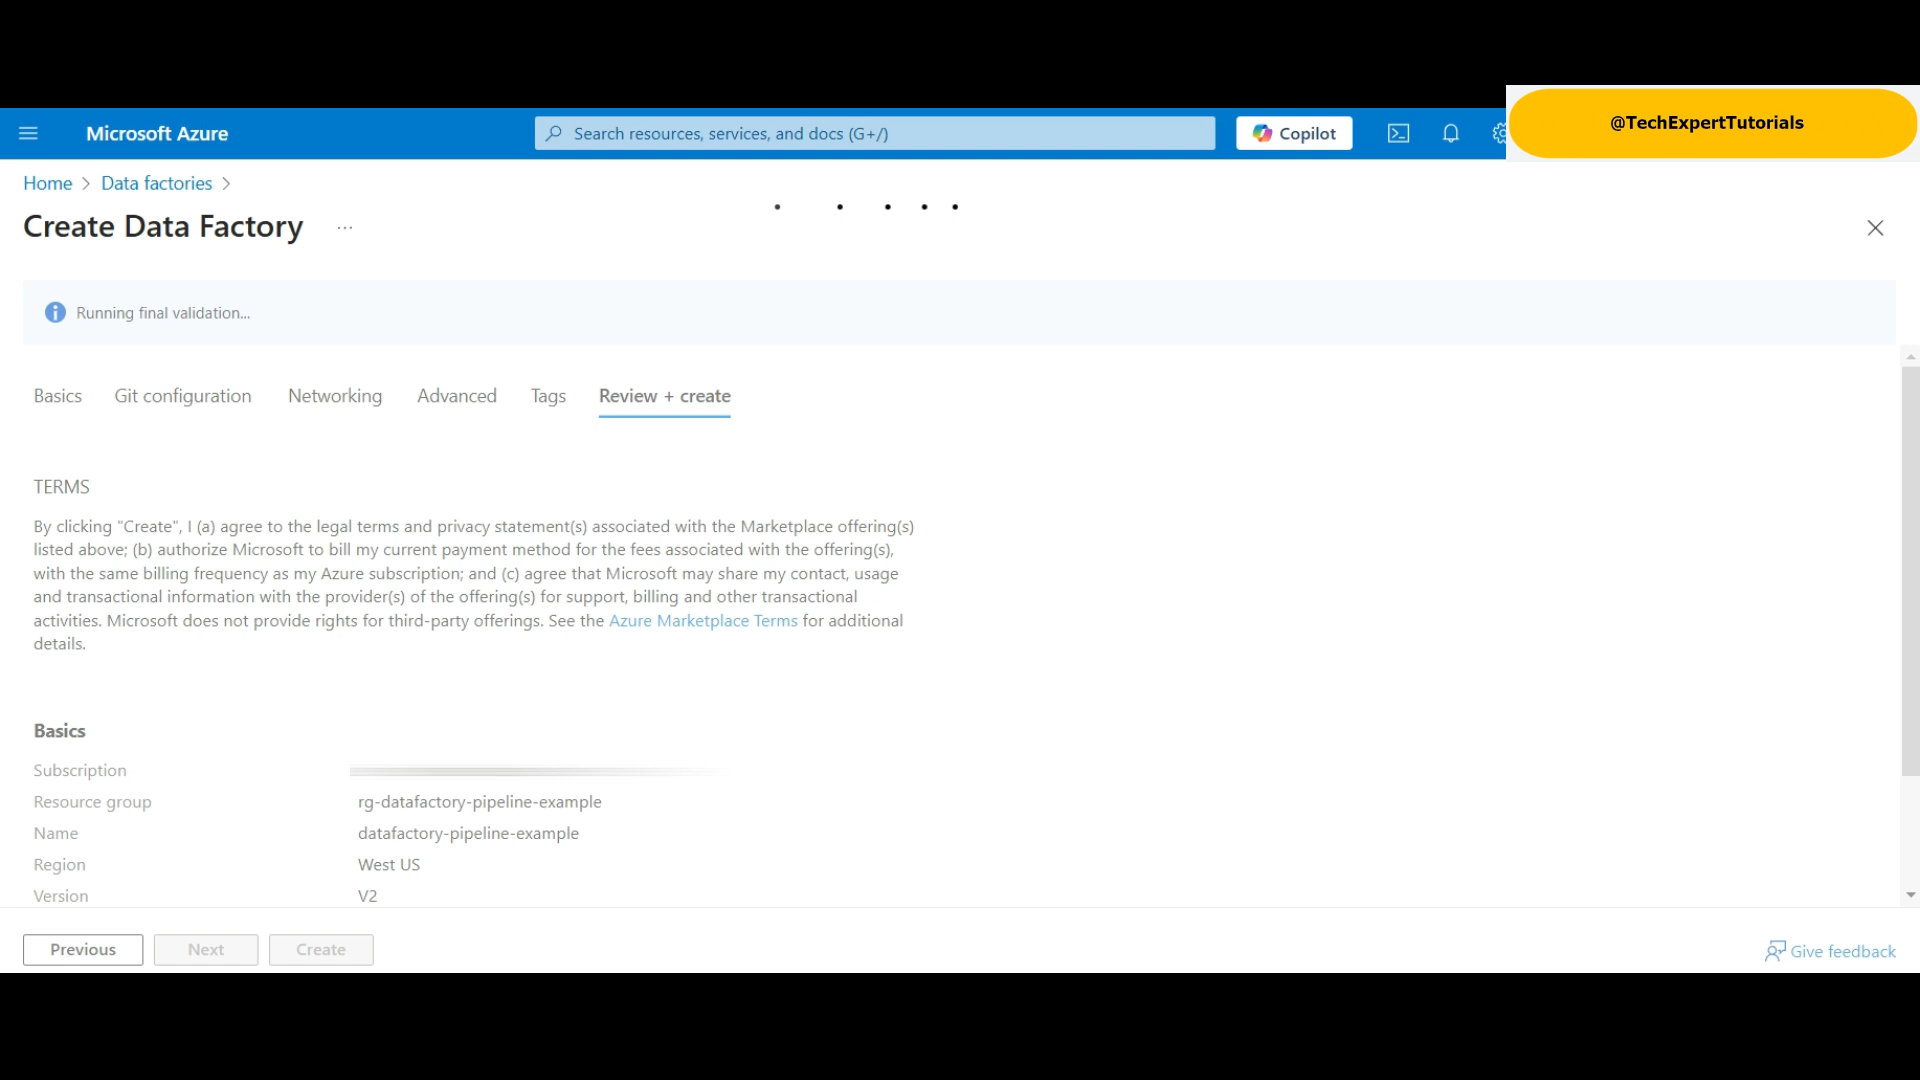 Microsoft Azure
Search resources, services, and docs (G+/)
Copilot
@TechExpertTutorials
Home > Data factories >
Create Data Factory ...
Running final validation...
Basics Git configuration Networking Advanced Tags Review + create
TERMS
By clicking "Create", I (a) agree to the legal terms and privacy statement(s) associated with the Marketplace offering(s)
listed above; (b) authorize Microsoft to bill my current payment method for the fees associated with the offering(s),
with the same billing frequency as my Azure subscription; and (c) agree that Microsoft may share my contact, usage
and transactional information with the provider(s) of the offering(s) for support, billing and other transactional
activities. Microsoft does not provide rights for third-party offerings. See the Azure Marketplace Terms for additional
details.
Basics
Subscription
Resource group rg-datafactory-pipeline-example
Name datafactory-pipeline-example
Region West US
Version V2
Previous Next Create
Give feedback